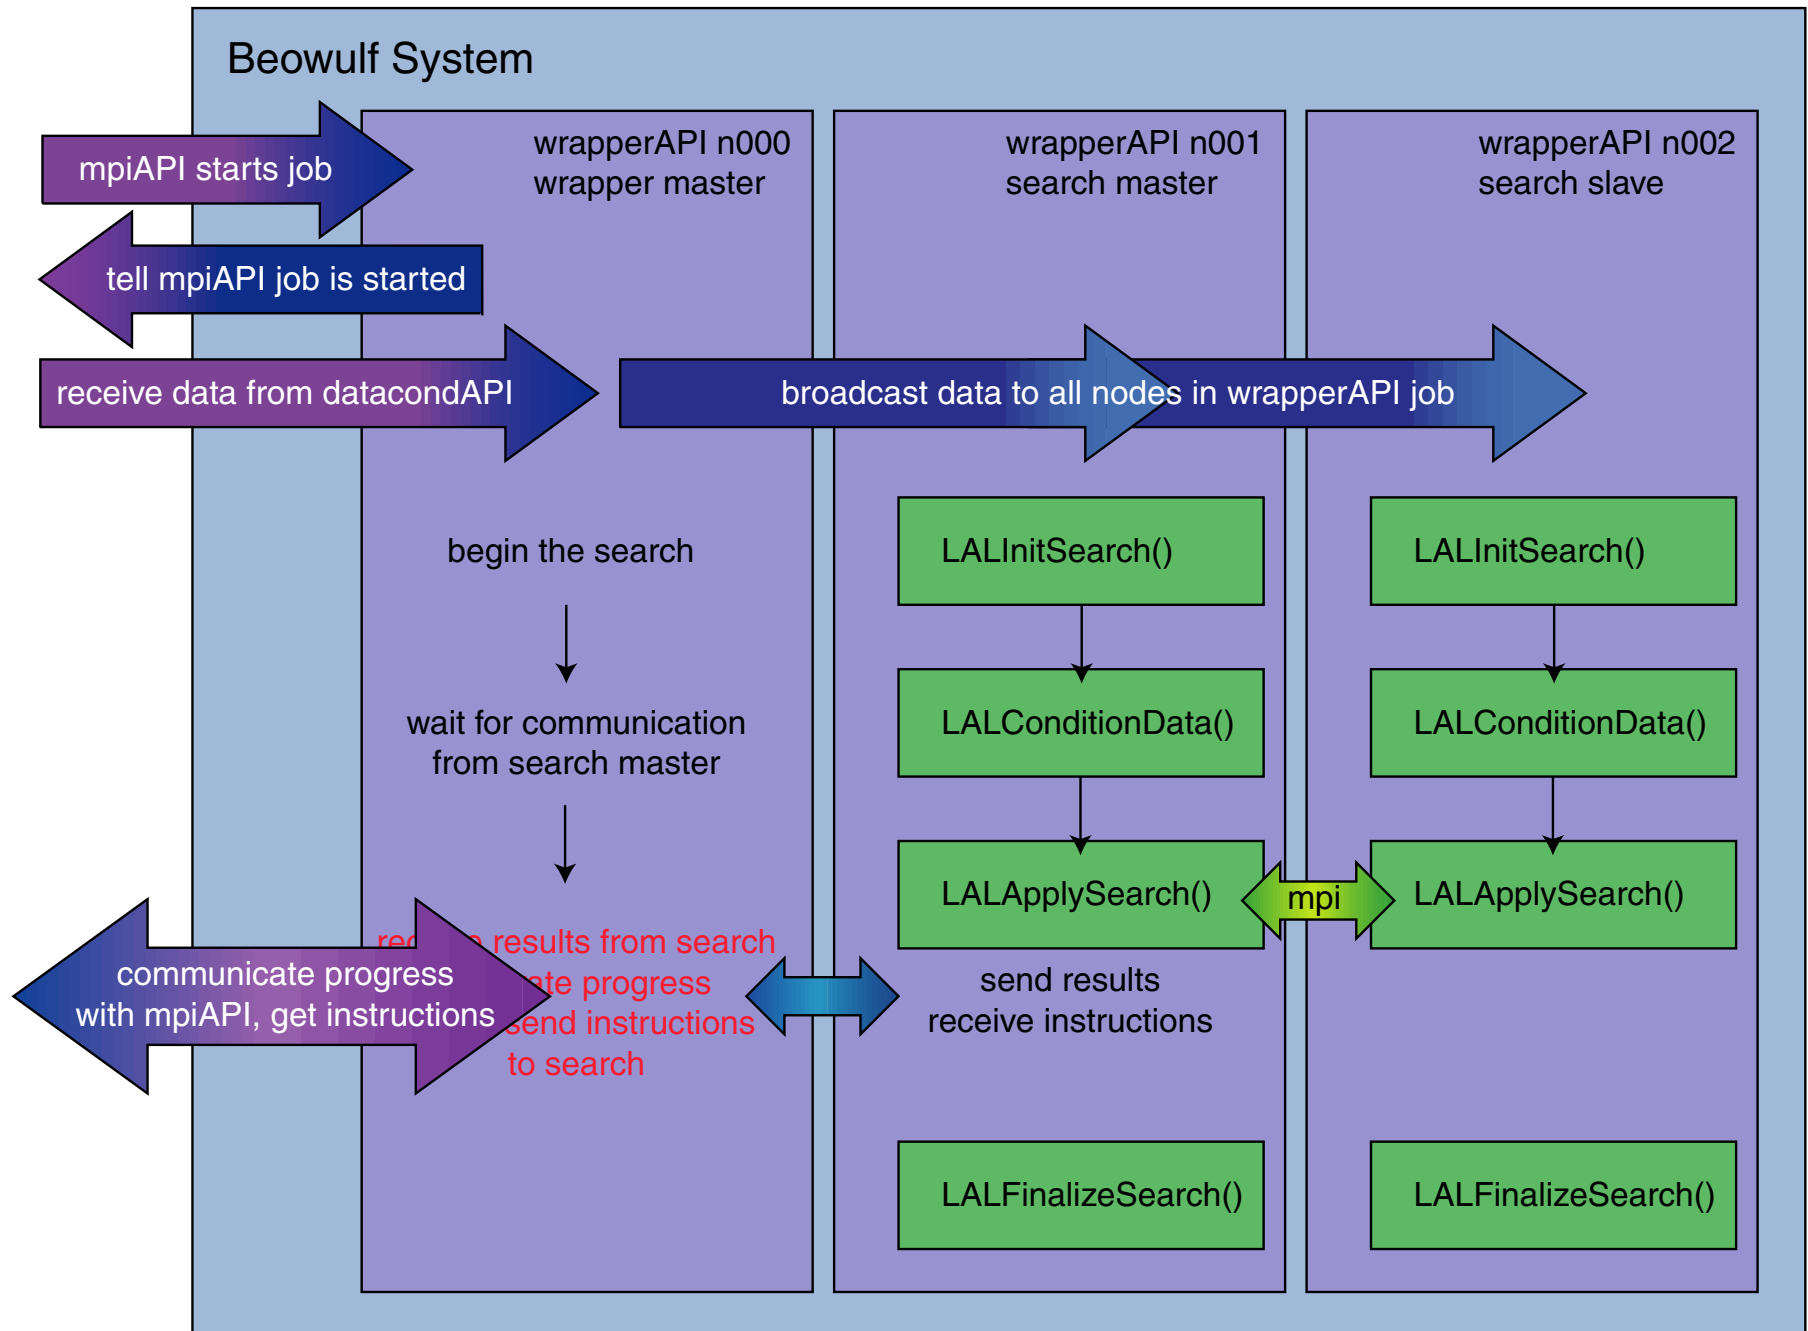 Beowulf System
mpiAPI starts job
wrapperAPI n000
wrapper master
wrapperAPI n001
search master
wrapperAPI n002
search slave
tell mpiAPI job is started
receive data from datacondAPI
broadcast data to all nodes in wrapperAPI job
begin the search
LALInitSearch()
LALInitSearch()
wait for communication
from search master
LALConditionData()
LALConditionData()
LALApplySearch()
mpi
LALApplySearch()
communicate progress
with mpiAPI, get instructions
results from search
progress
send instructions
to search
send results
receive instructions
LALFinalizeSearch()
LALFinalizeSearch()